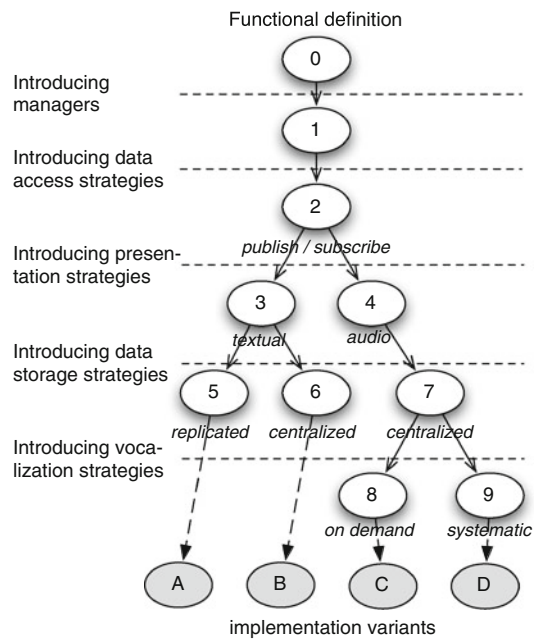 Functional definition
0
Introducing
managers
1
Introducing data
access strategies
2
publish / subscribe
Introducing presen-
tation strategies
3
4
textual
audio
Introducing data
storage strategies
5
6
7
replicated
centralized
centralized
Introducing voca-
lization strategies
8
9
on demand
systematic
A
B
C
D
implementation variants